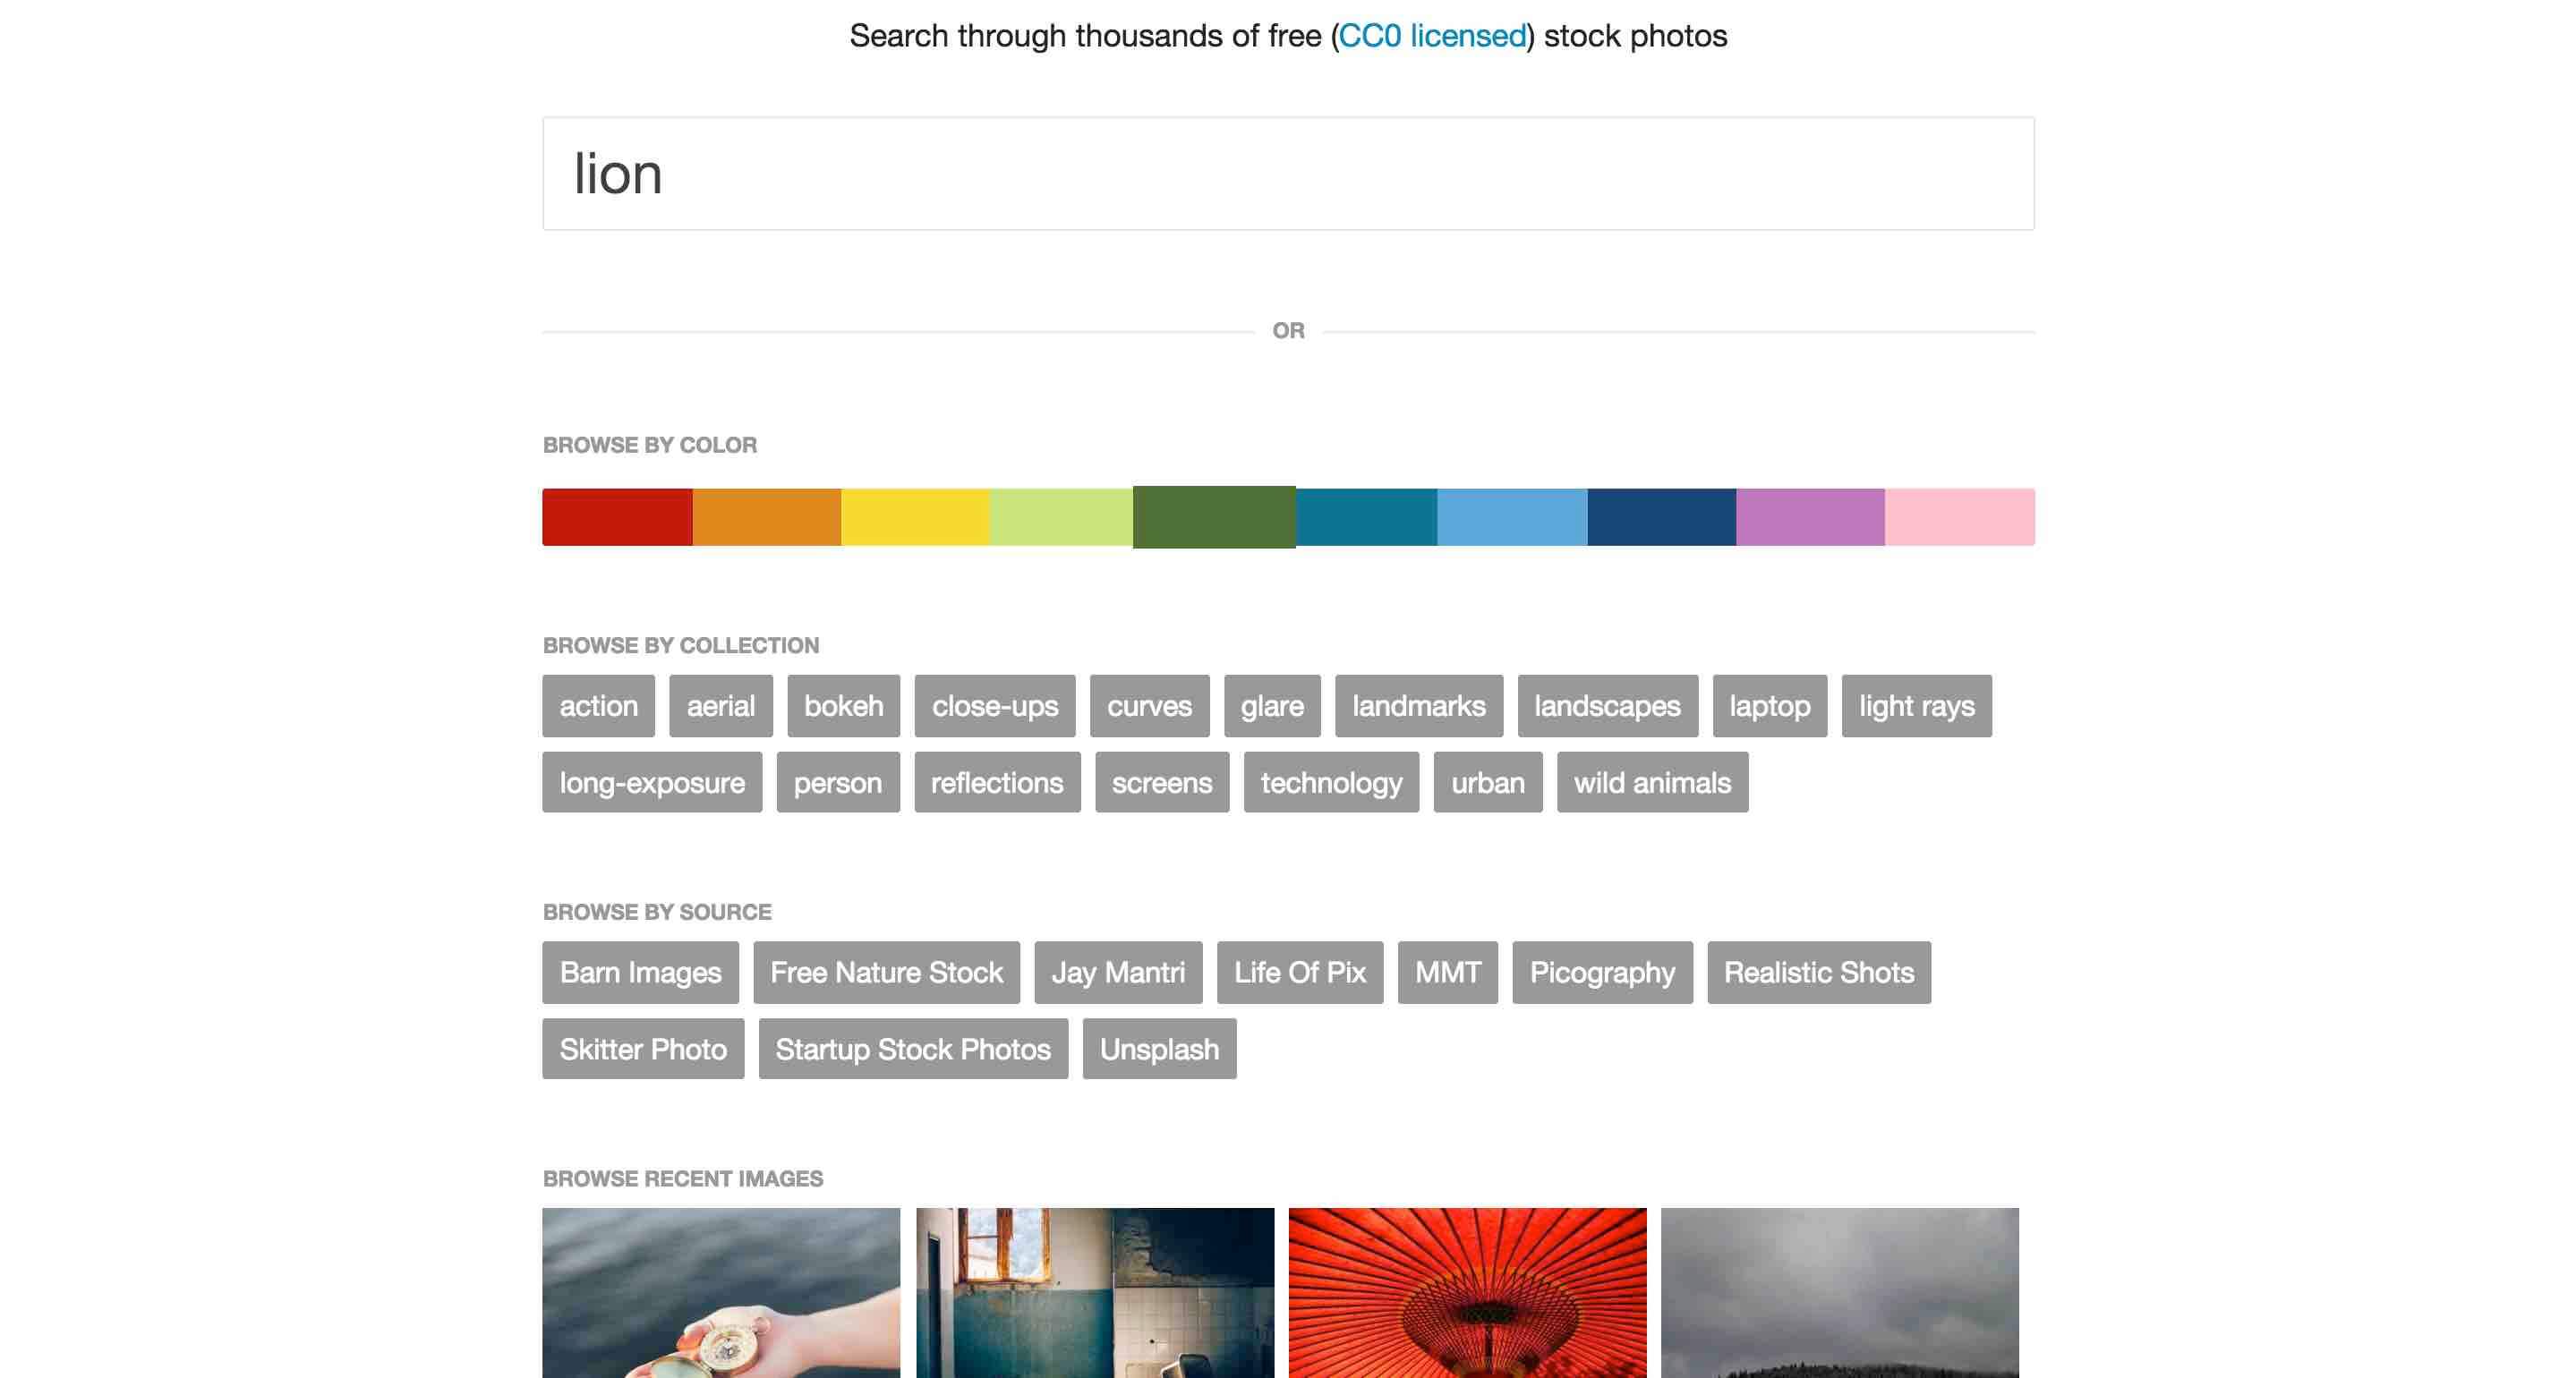 Search through thousands of free (CC0 licensed) stock photos
lion
OR
BROWSE BY COLOR
BROWSE BY COLLECTION
action aerial bokeh close-ups curves glare landmarks landscapes laptop light rays
long-exposure person reflections screens technology urban wild animals
BROWSE BY SOURCE
Barn Images Free Nature Stock Jay Mantri Life Of Pix MMT Picography Realistic Shots
Skitter Photo Startup Stock Photos Unsplash
BROWSE RECENT IMAGES